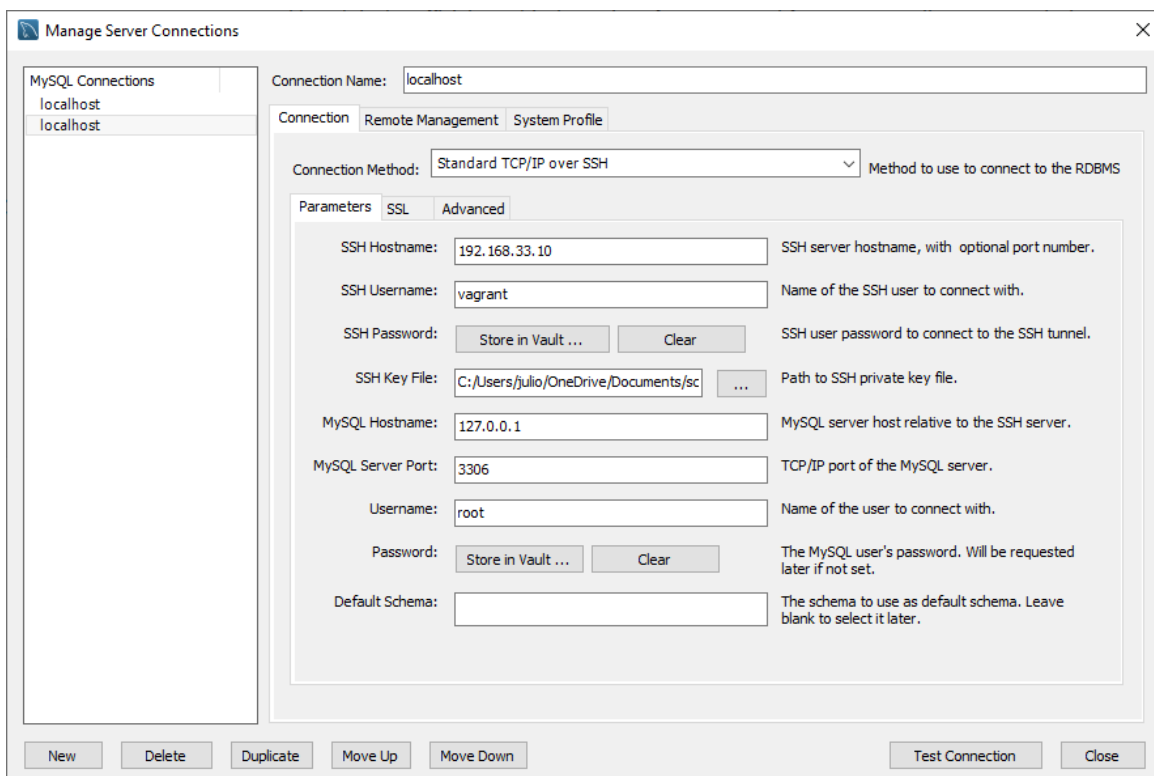 Manage Server Connections
MySQL Connections
localhost
localhost
Connection Name: localhost
Connection Remote Management System Profile
Connection Method: Standard TCP/IP over SSH Method to use to connect to the RDBMS
Parameters SSL Advanced
SSH Hostname: 192.168.33.10 SSH server hostname, with optional port number.
SSH Username: vagrant Name of the SSH user to connect with.
SSH Password: Store in Vault ... Clear SSH user password to connect to the SSH tunnel.
SSH Key File: C:/Users/julio/OneDrive/Documents/sc ... Path to SSH private key file.
MySQL Hostname: 127.0.0.1 MySQL server host relative to the SSH server.
MySQL Server Port: 3306 TCP/IP port of the MySQL server.
Username: root Name of the user to connect with.
Password: Store in Vault ... Clear The MySQL user's password. Will be requested
later if not set.
Default Schema: The schema to use as default schema. Leave
blank to select it later.
New Delete Duplicate Move Up Move Down Test Connection Close